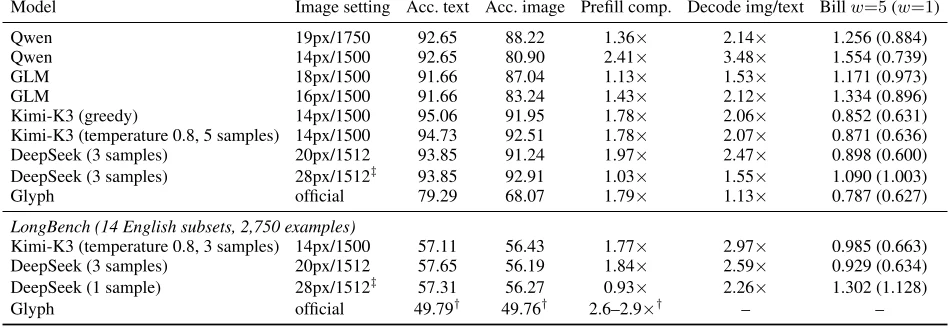 Model Image setting Acc. text Acc. image Prefill comp. Decode img/text Bill w=5 (w=1)
Qwen 19px/1750 92.65 88.22 1.36× 2.14× 1.256 (0.884)
Qwen 14px/1500 92.65 80.90 2.41× 3.48× 1.554 (0.739)
GLM 18px/1500 91.66 87.04 1.13× 1.53× 1.171 (0.973)
GLM 16px/1500 91.66 83.24 1.43× 2.12× 1.334 (0.896)
Kimi-K3 (greedy) 14px/1500 95.06 91.95 1.78× 2.06× 0.852 (0.631)
Kimi-K3 (temperature 0.8, 5 samples) 14px/1500 94.73 92.51 1.78× 2.07× 0.871 (0.636)
DeepSeek (3 samples) 20px/1512 93.85 91.24 1.97× 2.47× 0.898 (0.600)
DeepSeek (3 samples) 28px/1512‡ 93.85 92.91 1.03× 1.55× 1.090 (1.003)
Glyph official 79.29 68.07 1.79× 1.13× 0.787 (0.627)
LongBench (14 English subsets, 2,750 examples)
Kimi-K3 (temperature 0.8, 3 samples) 14px/1500 57.11 56.43 1.77× 2.97× 0.985 (0.663)
DeepSeek (3 samples) 20px/1512 57.65 56.19 1.84× 2.59× 0.929 (0.634)
DeepSeek (1 sample) 28px/1512‡ 57.31 56.27 0.93× 2.26× 1.302 (1.128)
Glyph official 49.79† 49.76† 2.6–2.9׆ – –